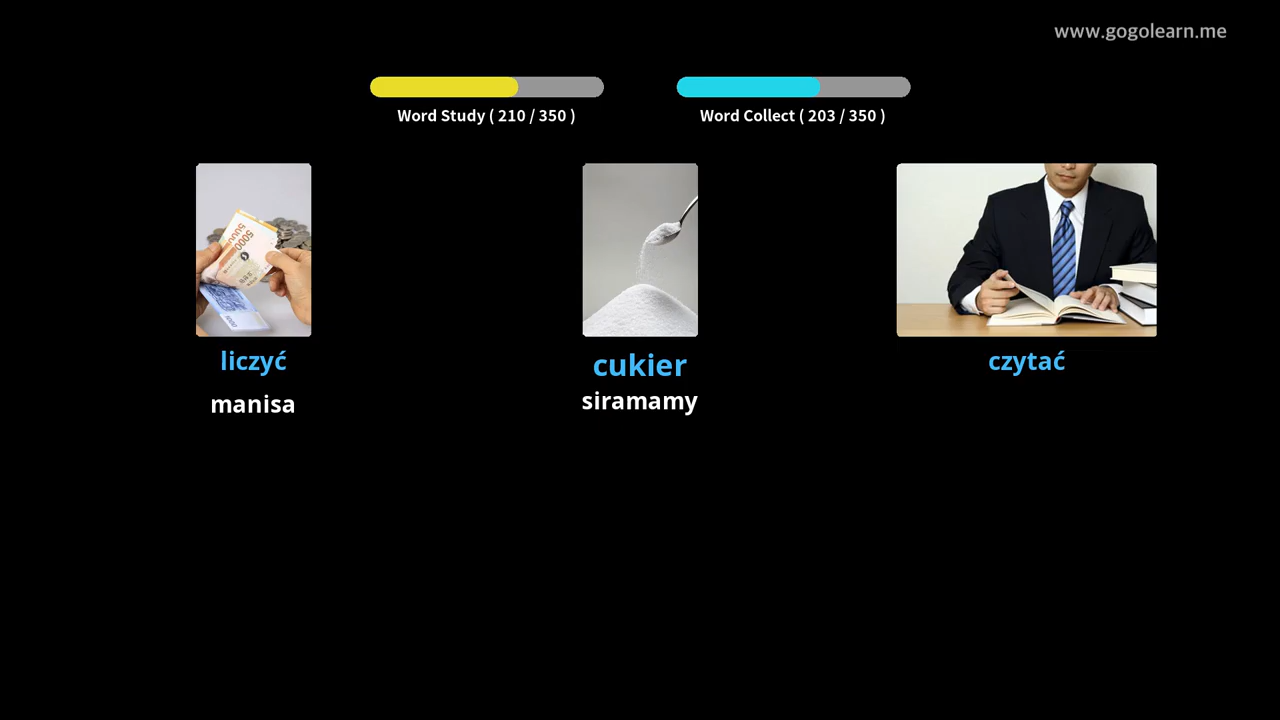 www.gogolearn.me
Word Study ( 210 / 350 )
Word Collect ( 203 / 350 )
liczyć
cukier
czytać
manisa
siramamy